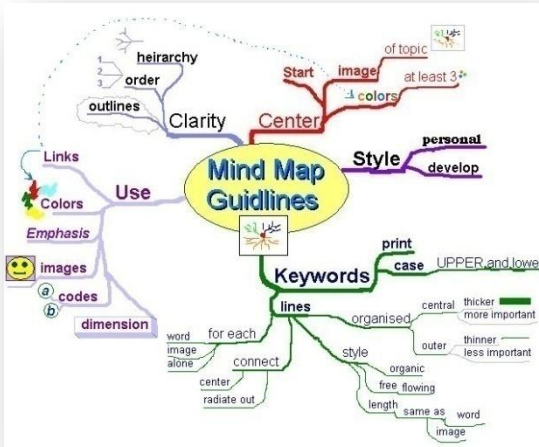 Mind Map
Guidlines
Center
Start
image
of topic
colors
at least 3
Style
personal
develop
Keywords
print
case
UPPER and lowe
lines
organised
central
thicker
more important
outer
thinner
less important
style
organic
free flowing
length
same as
word
image
connect
center
radiate out
for each
word
image
alone
Use
Links
Colors
Emphasis
images
codes
a
b
dimension
Clarity
heirarchy
order
1
2
3
outlines